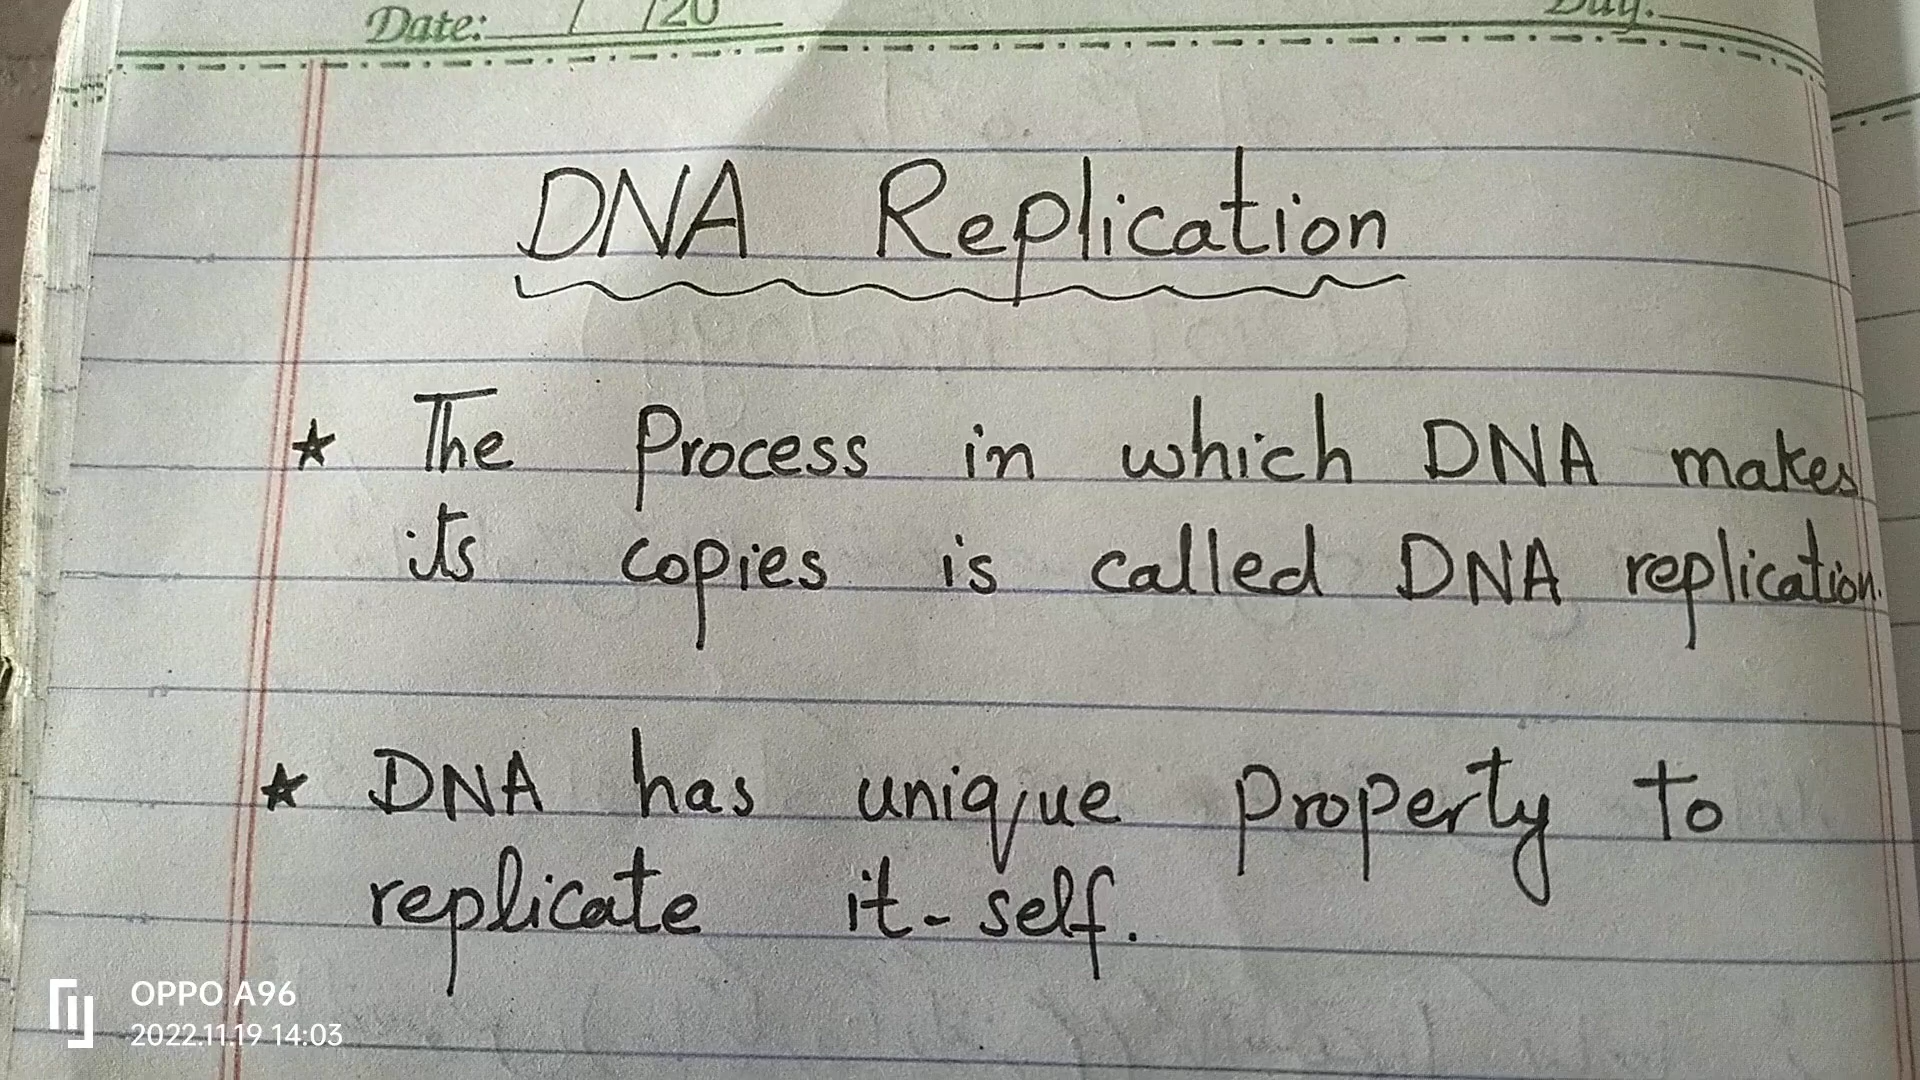 Date: / /20
Day:
DNA Replication
★ The Process in which DNA makes
its copies is called DNA replication.
★ DNA has unique property to
replicate it-self.
OPPO A96
2022.11.19 14:03